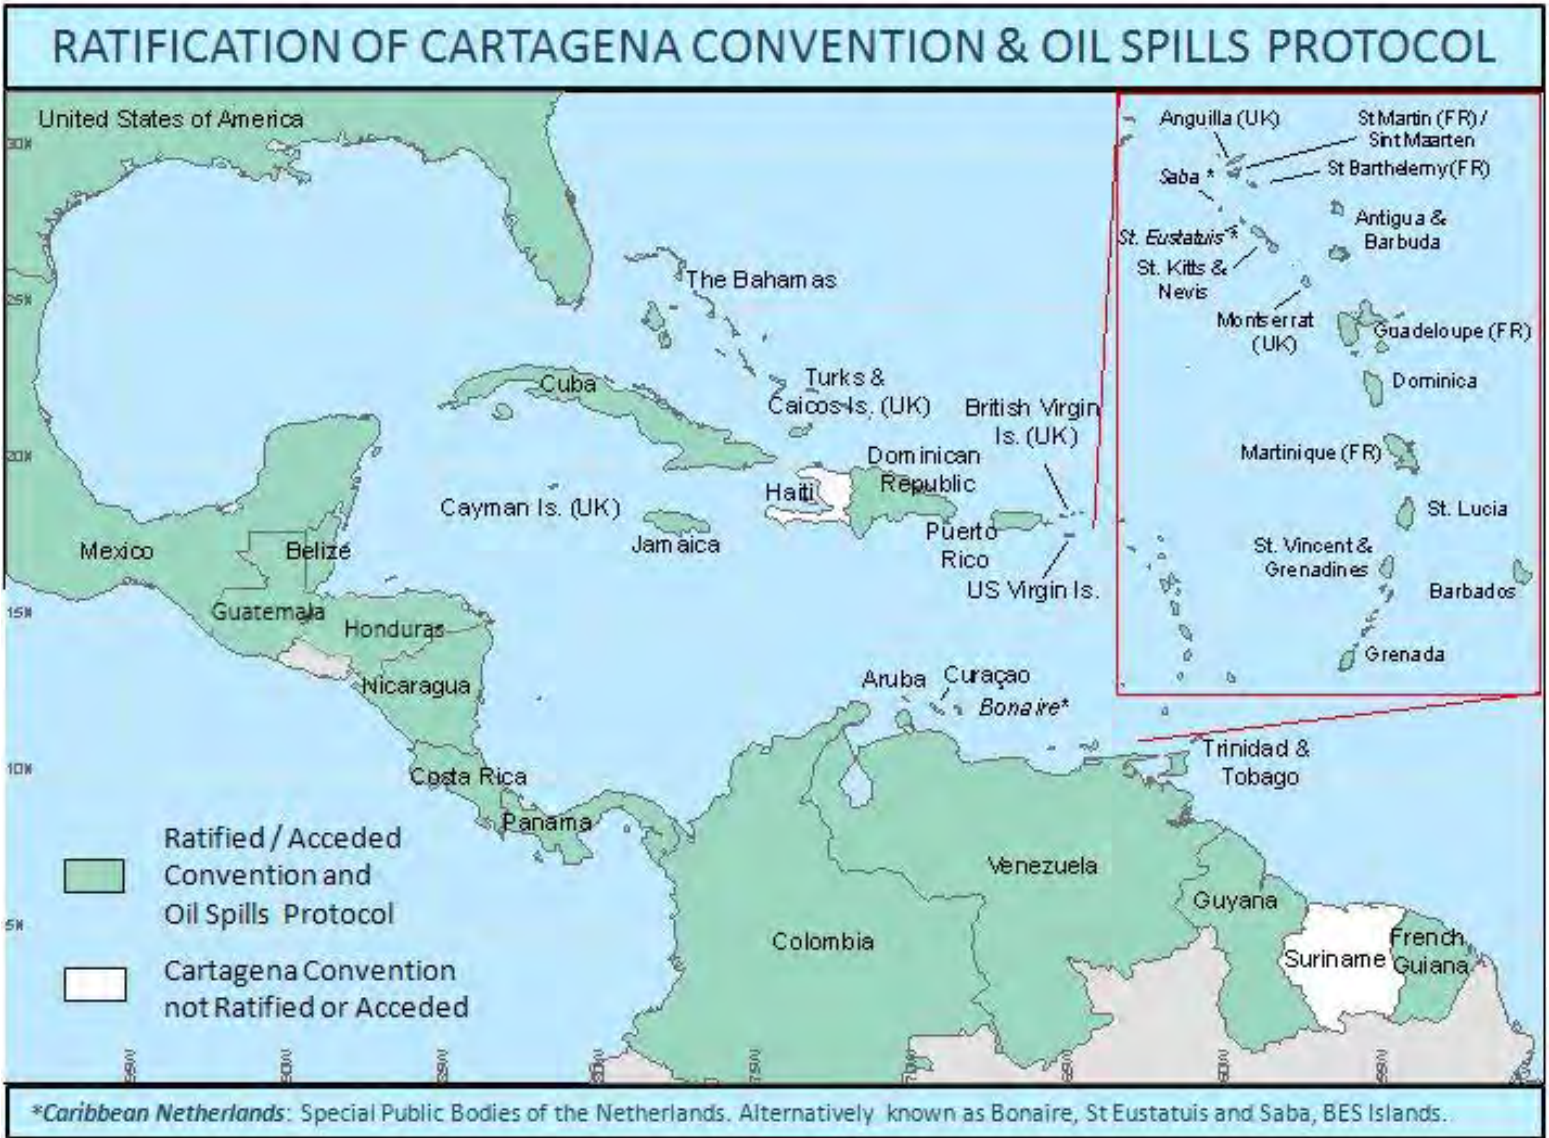 RATIFICATION OF CARTAGENA CONVENTION & OIL SPILLS PROTOCOL
United States of America
30N
25N
20N
15N
10N
5N
The Bahamas
Cuba
Turks &
Caicos Is. (UK)
British Virgin
Is. (UK)
Dominican
Republic
Haiti
Cayman Is. (UK)
Jamaica
Puerto
Rico
US Virgin Is.
Mexico
Belize
Guatemala
Honduras
Nicaragua
Costa Rica
Panama
Aruba
Curaçao
Bonaire*
Trinidad &
Tobago
Venezuela
Colombia
Guyana
Suriname
French
Guiana
Anguilla (UK)
St Martin (FR) /
Sint Maarten
Saba *
St Barthelemy (FR)
St. Eustatuis *
Antigua &
Barbuda
St. Kitts &
Nevis
Montserrat
(UK)
Guadeloupe (FR)
Dominica
Martinique (FR)
St. Lucia
St. Vincent &
Grenadines
Barbados
Grenada
Ratified / Acceded
Convention and
Oil Spills Protocol
Cartagena Convention
not Ratified or Acceded
*Caribbean Netherlands: Special Public Bodies of the Netherlands. Alternatively known as Bonaire, St Eustatuis and Saba, BES Islands.